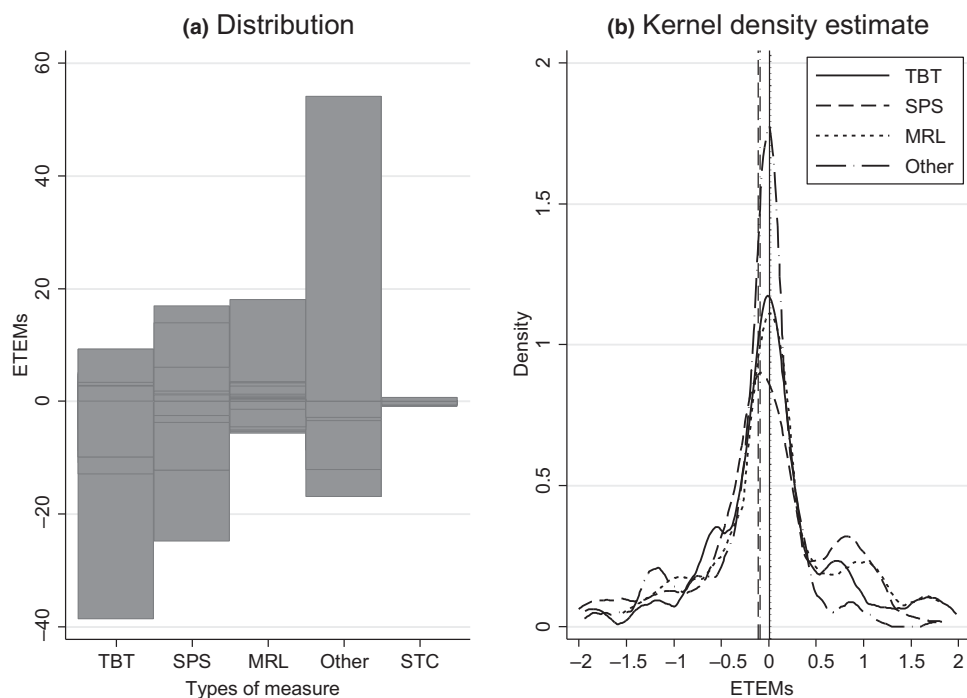 (a) Distribution
60
40
20
0
−20
−40
ETEMs
TBT SPS MRL Other STC
Types of measure
(b) Kernel density estimate
2
1.5
1
0.5
0
Density
TBT
SPS
MRL
Other
−2 −1.5 −1 −0.5 0 0.5 1 1.5 2
ETEMs